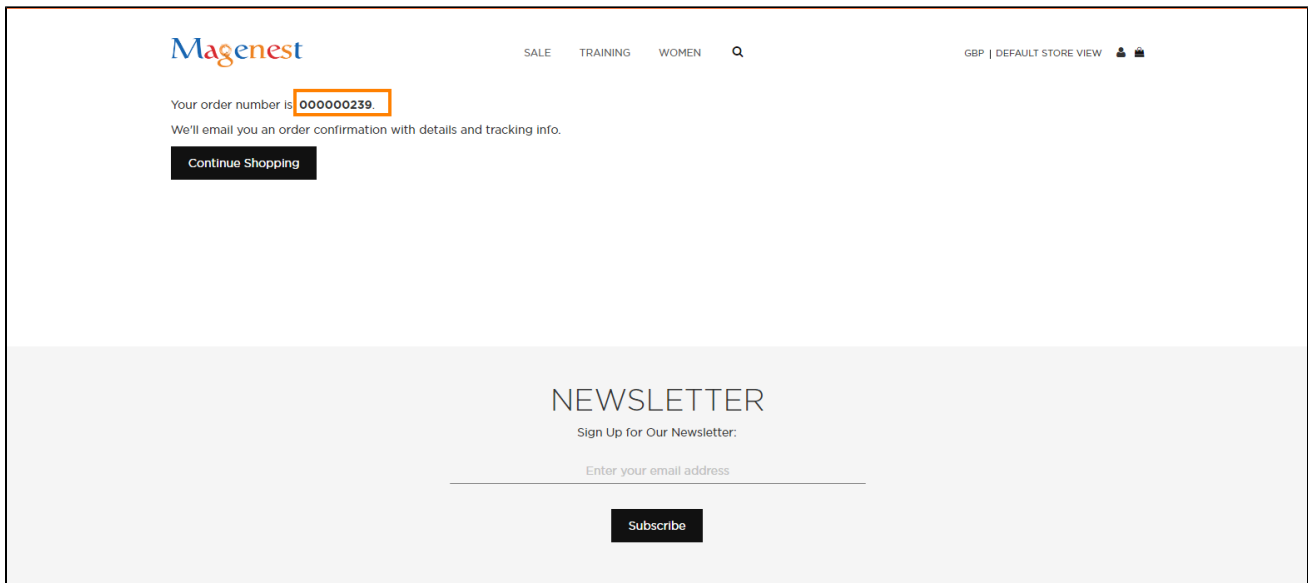 Magenest
SALE TRAINING WOMEN
GBP | DEFAULT STORE VIEW
Your order number is 000000239.
We'll email you an order confirmation with details and tracking info.
Continue Shopping
NEWSLETTER
Sign Up for Our Newsletter:
Enter your email address
Subscribe